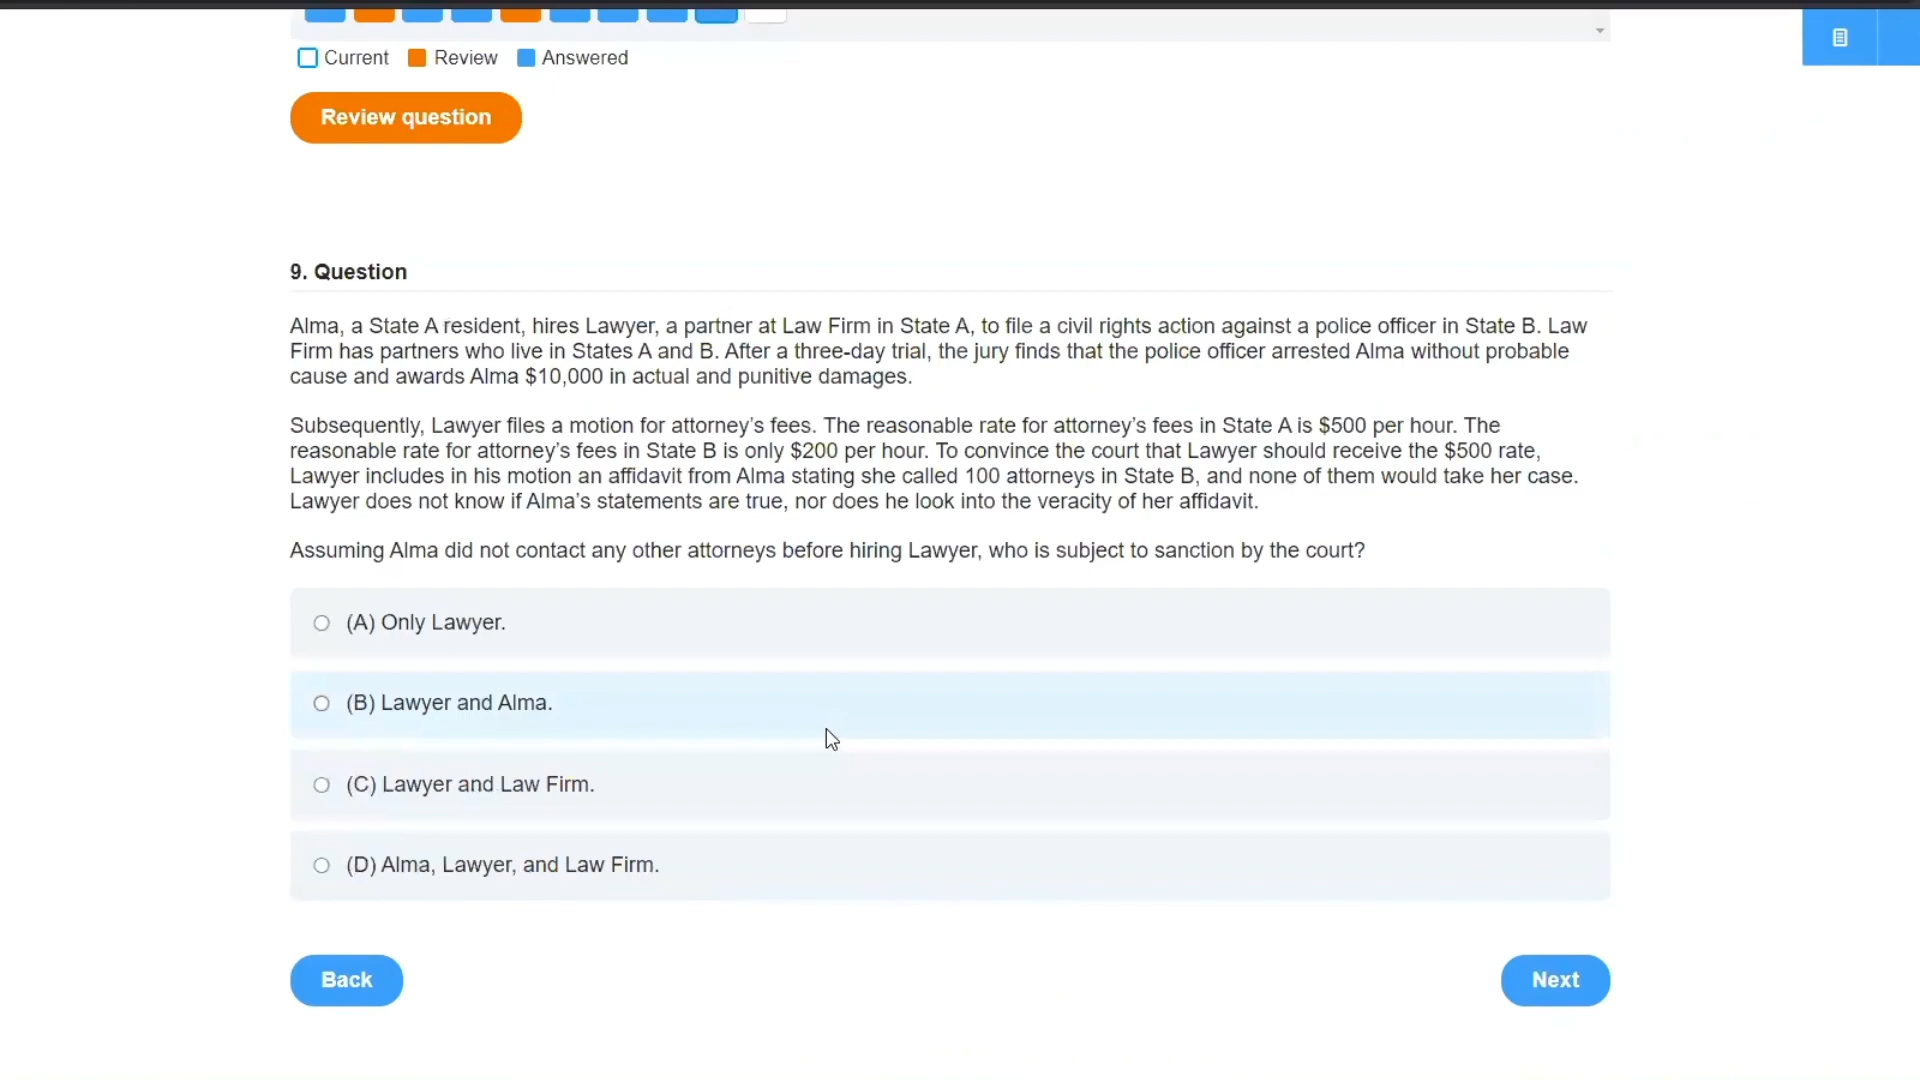 Current Review Answered
Review question
9. Question
Alma, a State A resident, hires Lawyer, a partner at Law Firm in State A, to file a civil rights action against a police officer in State B. Law
Firm has partners who live in States A and B. After a three-day trial, the jury finds that the police officer arrested Alma without probable
cause and awards Alma $10,000 in actual and punitive damages.
Subsequently, Lawyer files a motion for attorney’s fees. The reasonable rate for attorney’s fees in State A is $500 per hour. The
reasonable rate for attorney’s fees in State B is only $200 per hour. To convince the court that Lawyer should receive the $500 rate,
Lawyer includes in his motion an affidavit from Alma stating she called 100 attorneys in State B, and none of them would take her case.
Lawyer does not know if Alma’s statements are true, nor does he look into the veracity of her affidavit.
Assuming Alma did not contact any other attorneys before hiring Lawyer, who is subject to sanction by the court?
(A) Only Lawyer.
(B) Lawyer and Alma.
(C) Lawyer and Law Firm.
(D) Alma, Lawyer, and Law Firm.
Back Next